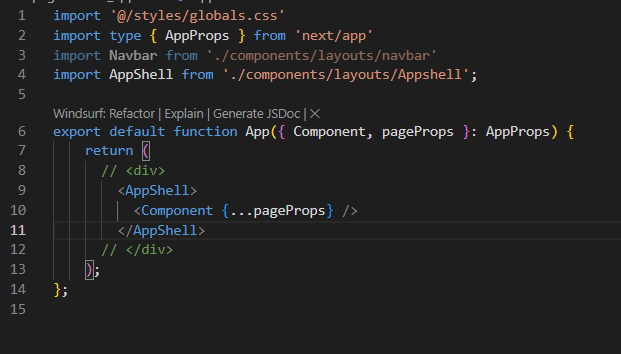 1 import '@/styles/globals.css'
2 import type { AppProps } from 'next/app'
3 import Navbar from './components/layouts/navbar'
4 import AppShell from './components/layouts/Appshell';
5
Windsurf: Refactor | Explain | Generate JSDoc | ×
6 export default function App({ Component, pageProps }: AppProps) {
7 return (
8 // <div>
9 <AppShell>
10 <Component {...pageProps} />
11 </AppShell>
12 // </div>
13 );
14 };
15